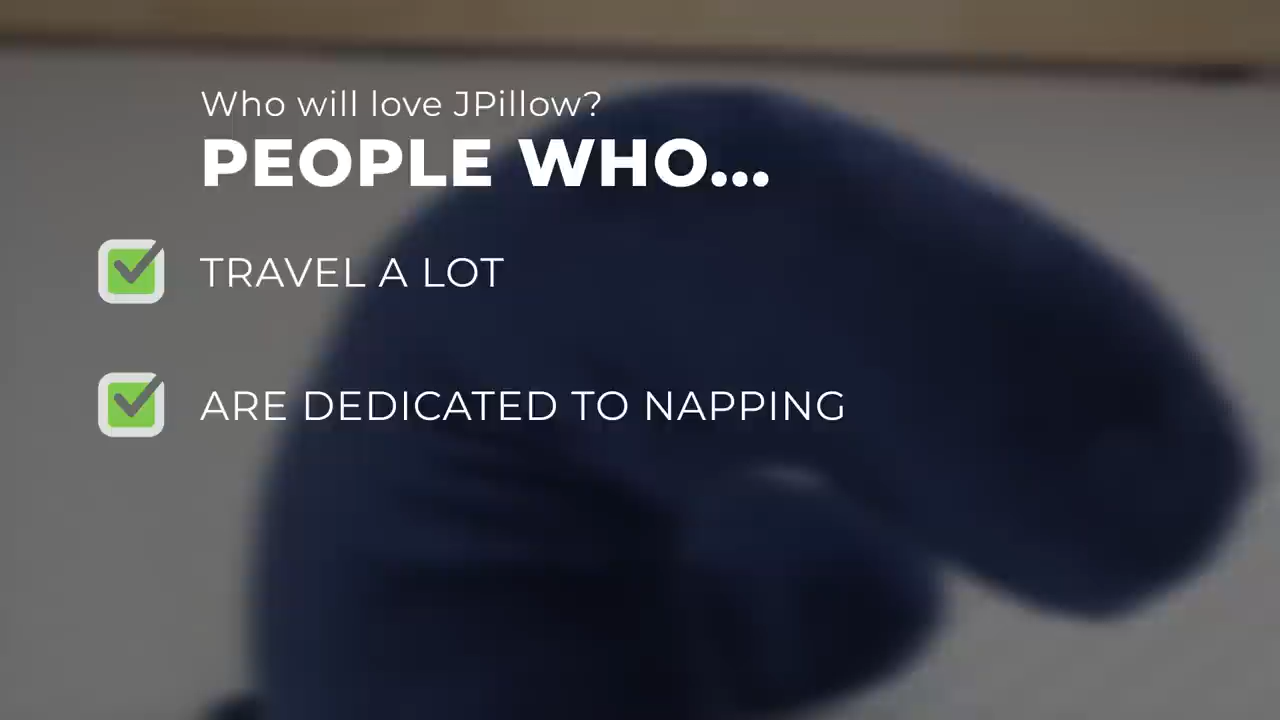 Who will love JPillow?
PEOPLE WHO...
TRAVEL A LOT
ARE DEDICATED TO NAPPING